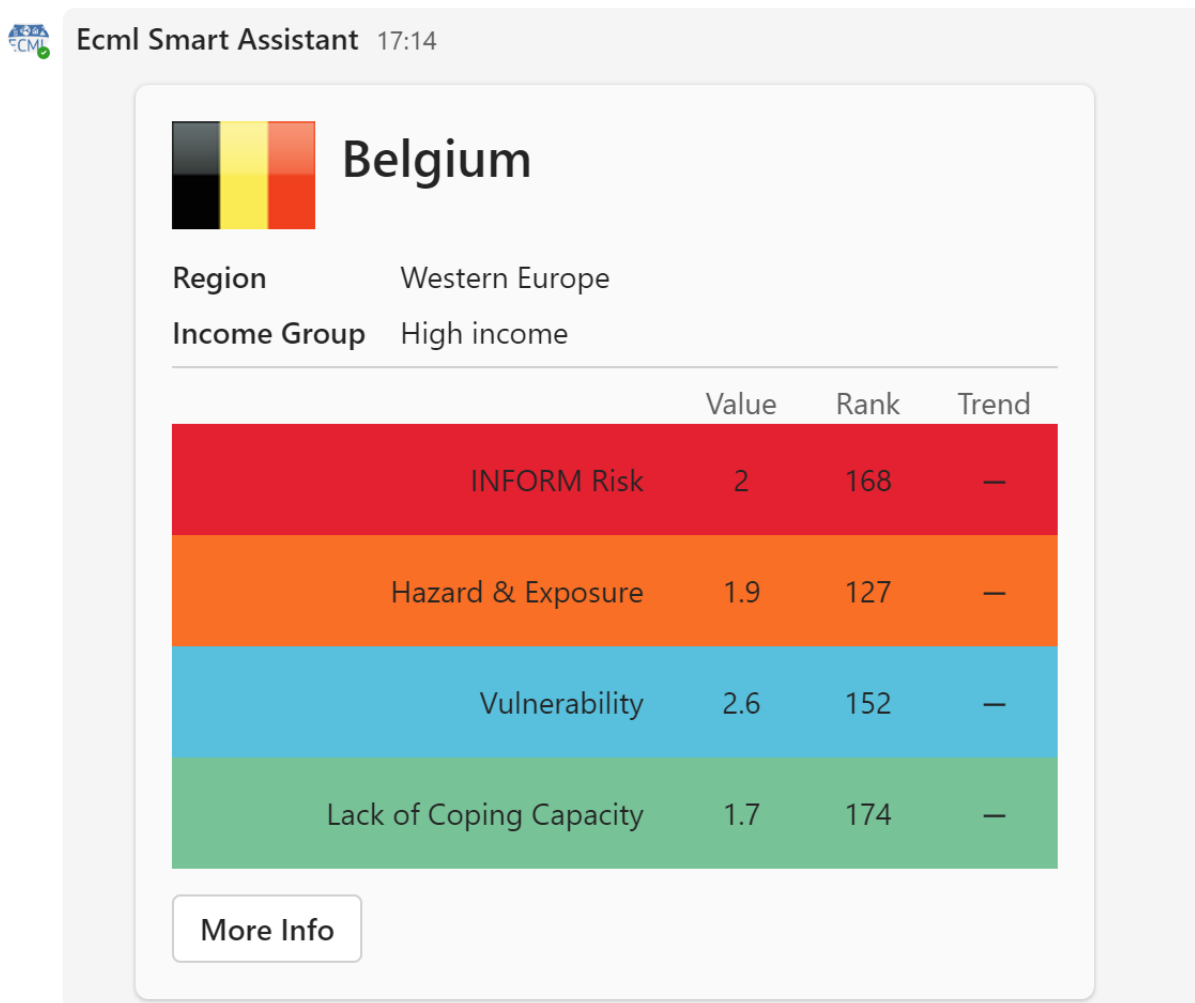 Ecml Smart Assistant 17:14
ECML
Belgium
Region Western Europe
Income Group High income
Value Rank Trend
INFORM Risk 2 168 —
Hazard & Exposure 1.9 127 —
Vulnerability 2.6 152 —
Lack of Coping Capacity 1.7 174 —
More Info